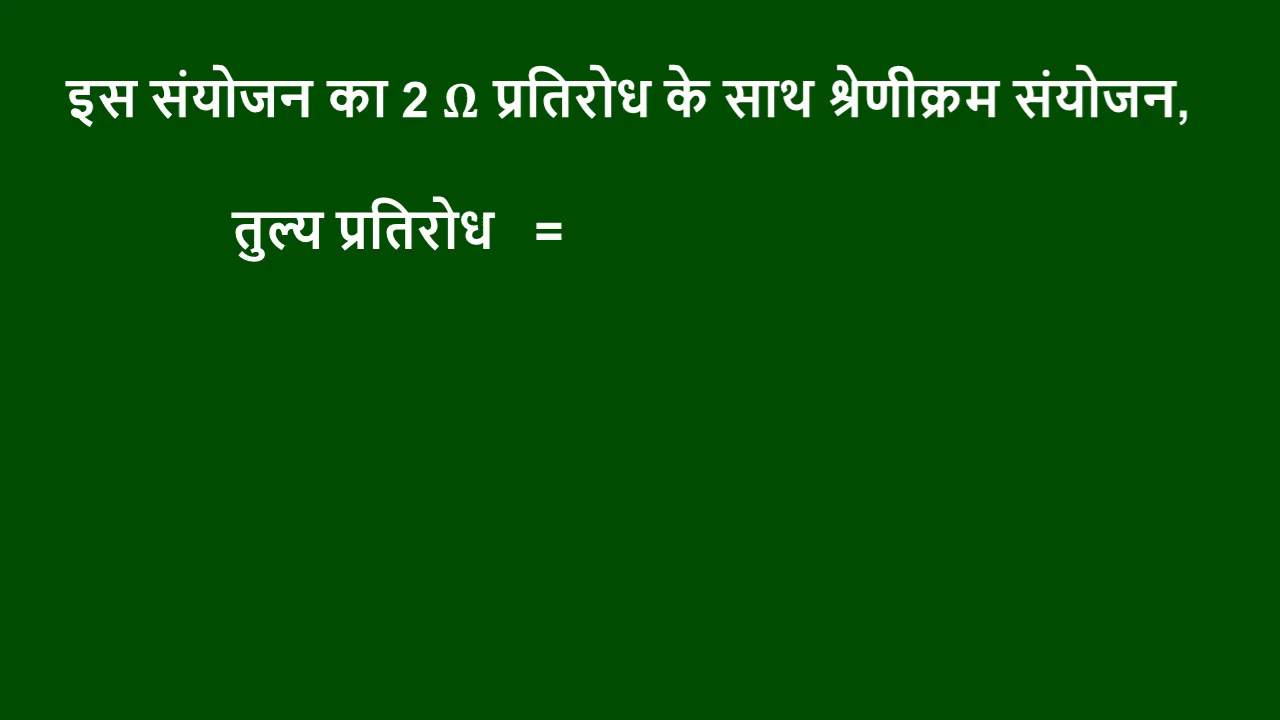 इस संयोजन का 2 Ω प्रतिरोध के साथ श्रेणीक्रम संयोजन,
तुल्य प्रतिरोध =